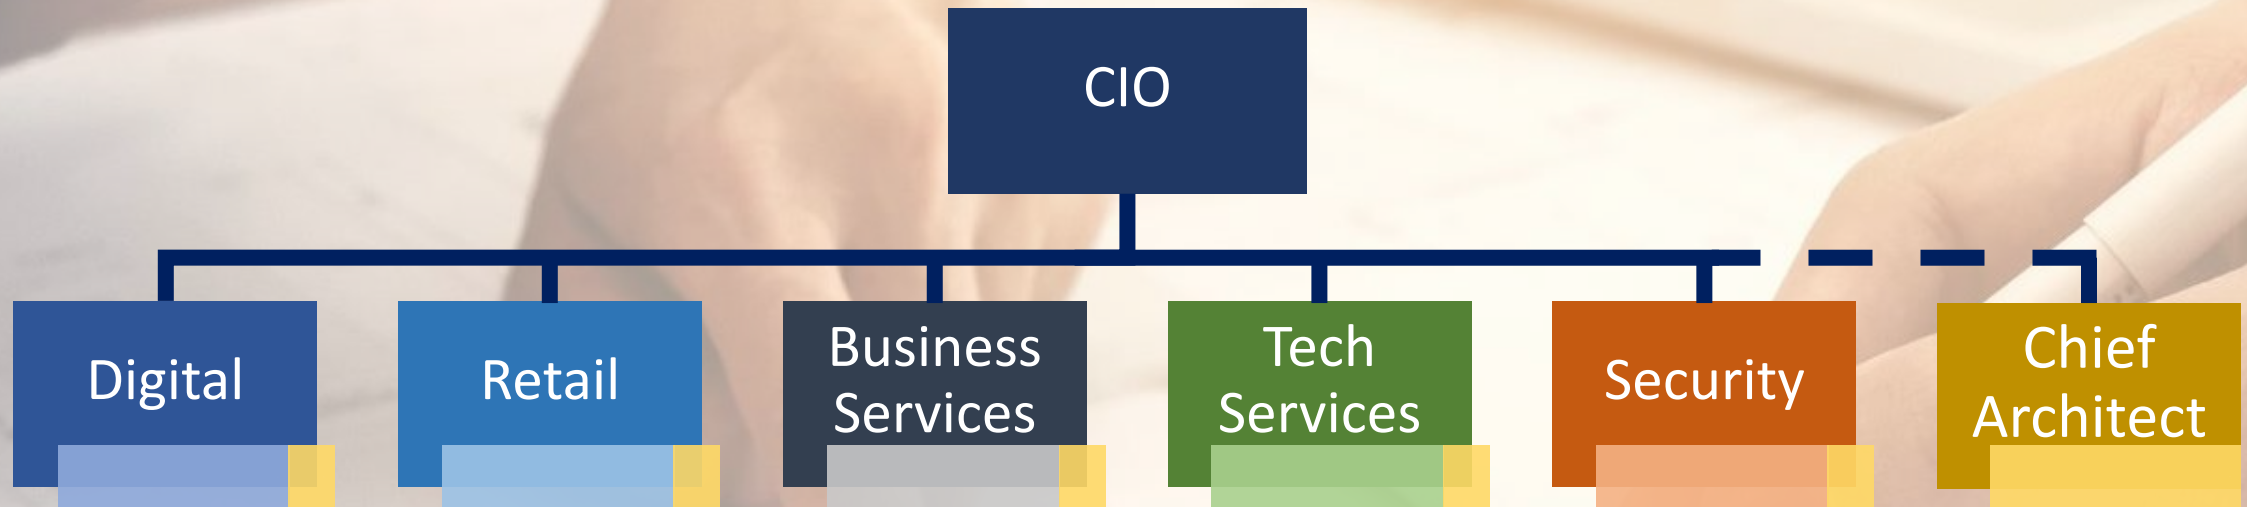 CIO
Digital
Retail
Business
Services
Tech
Services
Security
Chief
Architect